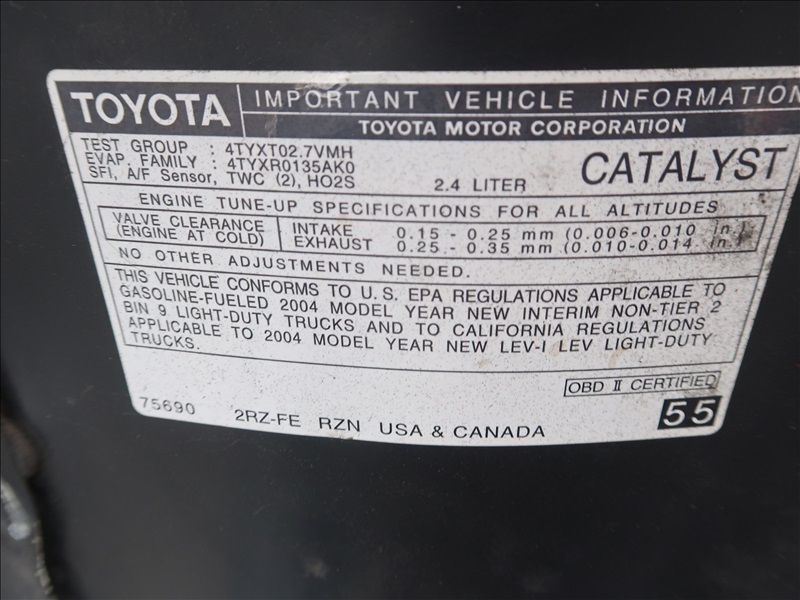 TOYOTA
IMPORTANT VEHICLE INFORMATION
TOYOTA MOTOR CORPORATION
TEST GROUP : 4TYXT02.7VMH
EVAP. FAMILY : 4TYXR0135AK0
SFI, A/F Sensor, TWC (2), HO2S
2.4 LITER
CATALYST
ENGINE TUNE-UP SPECIFICATIONS FOR ALL ALTITUDES
VALVE CLEARANCE
(ENGINE AT COLD)
INTAKE 0.15 - 0.25 mm (0.006-0.010 in.)
EXHAUST 0.25 - 0.35 mm (0.010-0.014 in.)
NO OTHER ADJUSTMENTS NEEDED.
THIS VEHICLE CONFORMS TO U.S. EPA REGULATIONS APPLICABLE TO
GASOLINE-FUELED 2004 MODEL YEAR NEW INTERIM NON-TIER 2
BIN 9 LIGHT-DUTY TRUCKS AND TO CALIFORNIA REGULATIONS
APPLICABLE TO 2004 MODEL YEAR NEW LEV-I LEV LIGHT-DUTY
TRUCKS.
OBD II CERTIFIED
75690 2RZ-FE RZN USA & CANADA
55